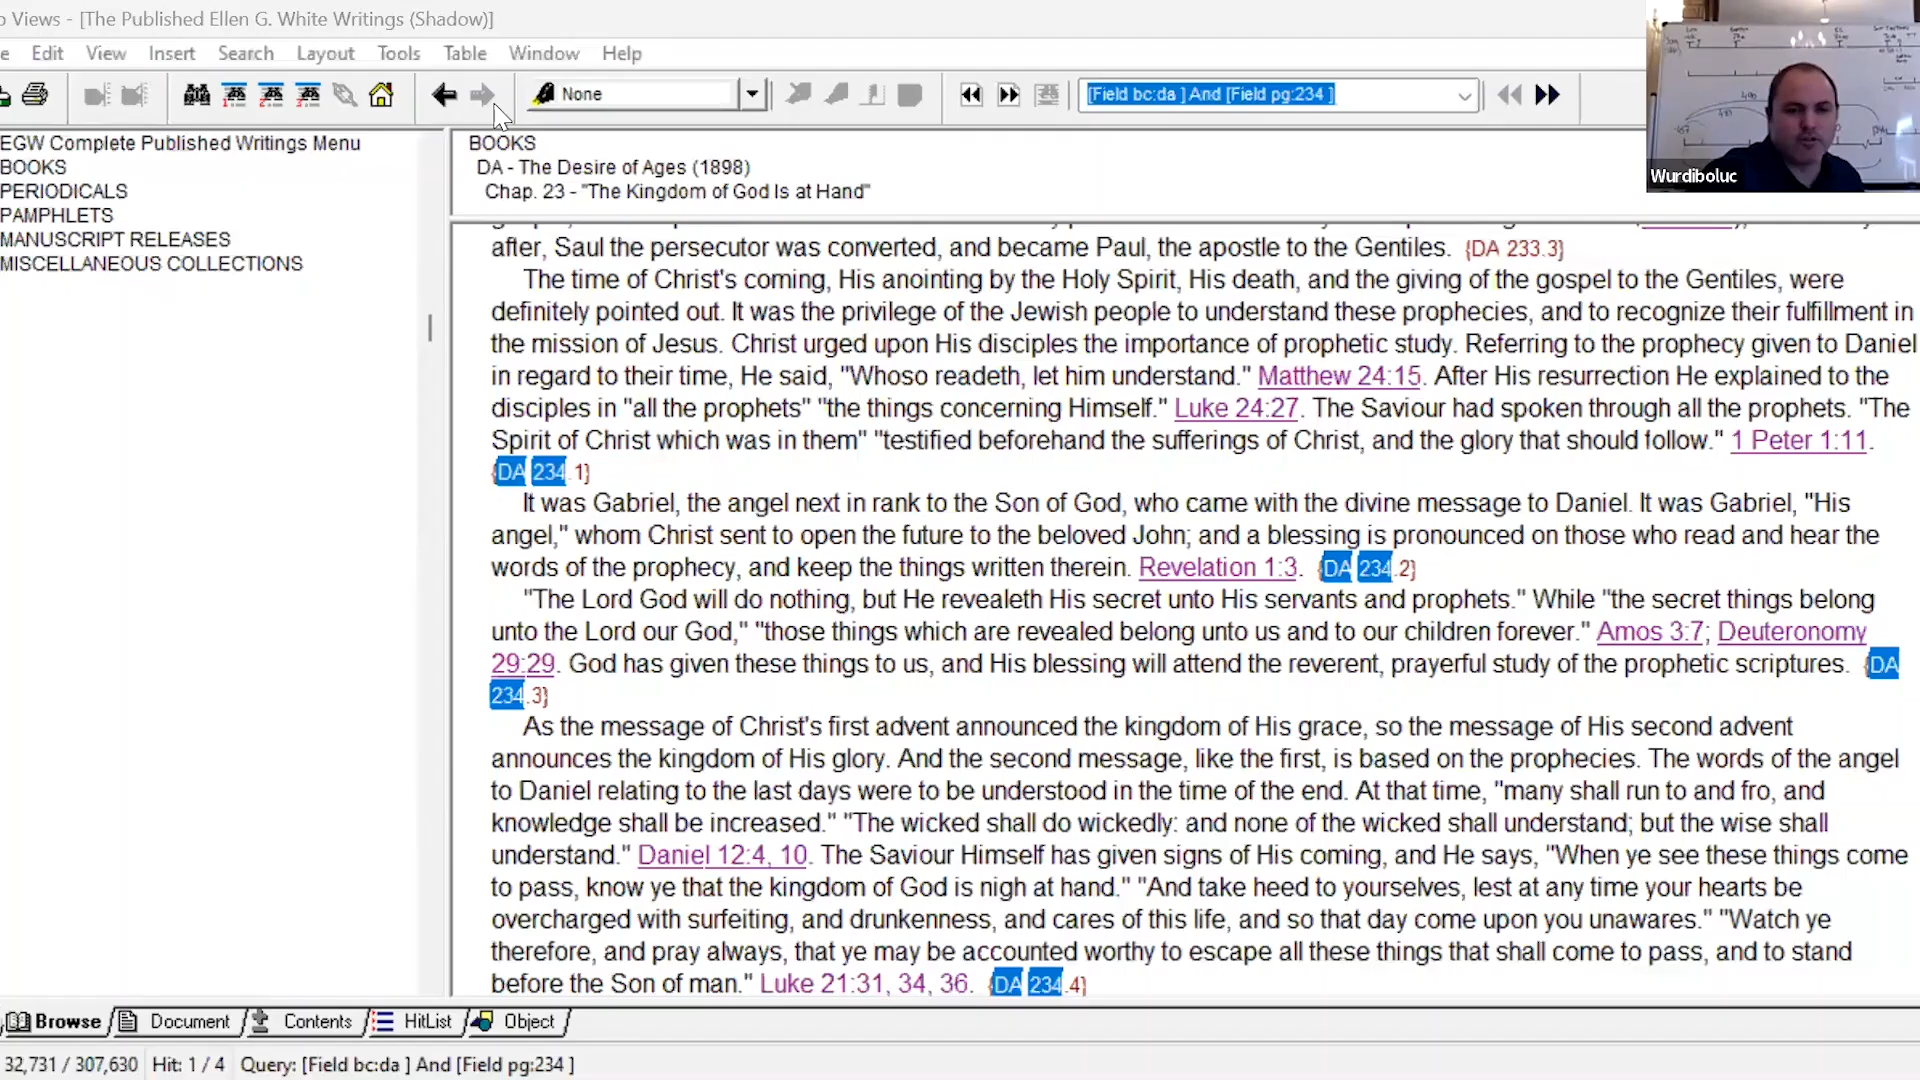 Views - [The Published Ellen G. White Writings (Shadow)]
Edit View Insert Search Layout Tools Table Window Help
None
[Field bc:da ] And [Field pg:234 ]
EGW Complete Published Writings Menu
BOOKS
PERIODICALS
PAMPHLETS
MANUSCRIPT RELEASES
MISCELLANEOUS COLLECTIONS
BOOKS
DA - The Desire of Ages (1898)
Chap. 23 - "The Kingdom of God Is at Hand"
Wurdiboluc
after, Saul the persecutor was converted, and became Paul, the apostle to the Gentiles. {DA 233.3}
The time of Christ's coming, His anointing by the Holy Spirit, His death, and the giving of the gospel to the Gentiles, were
definitely pointed out. It was the privilege of the Jewish people to understand these prophecies, and to recognize their fulfillment in
the mission of Jesus. Christ urged upon His disciples the importance of prophetic study. Referring to the prophecy given to Daniel
in regard to their time, He said, "Whoso readeth, let him understand." Matthew 24:15. After His resurrection He explained to the
disciples in "all the prophets" "the things concerning Himself." Luke 24:27. The Saviour had spoken through all the prophets. "The
Spirit of Christ which was in them" "testified beforehand the sufferings of Christ, and the glory that should follow." 1 Peter 1:11.
{DA 234.1}
It was Gabriel, the angel next in rank to the Son of God, who came with the divine message to Daniel. It was Gabriel, "His
angel," whom Christ sent to open the future to the beloved John; and a blessing is pronounced on those who read and hear the
words of the prophecy, and keep the things written therein. Revelation 1:3. {DA 234.2}
"The Lord God will do nothing, but He revealeth His secret unto His servants and prophets." While "the secret things belong
unto the Lord our God," "those things which are revealed belong unto us and to our children forever." Amos 3:7; Deuteronomy
29:29. God has given these things to us, and His blessing will attend the reverent, prayerful study of the prophetic scriptures. {DA
234.3}
As the message of Christ's first advent announced the kingdom of His grace, so the message of His second advent
announces the kingdom of His glory. And the second message, like the first, is based on the prophecies. The words of the angel
to Daniel relating to the last days were to be understood in the time of the end. At that time, "many shall run to and fro, and
knowledge shall be increased." "The wicked shall do wickedly: and none of the wicked shall understand; but the wise shall
understand." Daniel 12:4, 10. The Saviour Himself has given signs of His coming, and He says, "When ye see these things come
to pass, know ye that the kingdom of God is nigh at hand." "And take heed to yourselves, lest at any time your hearts be
overcharged with surfeiting, and drunkenness, and cares of this life, and so that day come upon you unawares." "Watch ye
therefore, and pray always, that ye may be accounted worthy to escape all these things that shall come to pass, and to stand
before the Son of man." Luke 21:31, 34, 36. {DA 234.4}
Browse Document Contents HitList Object
32,731 / 307,630 Hit: 1 / 4 Query: [Field bc:da ] And [Field pg:234 ]